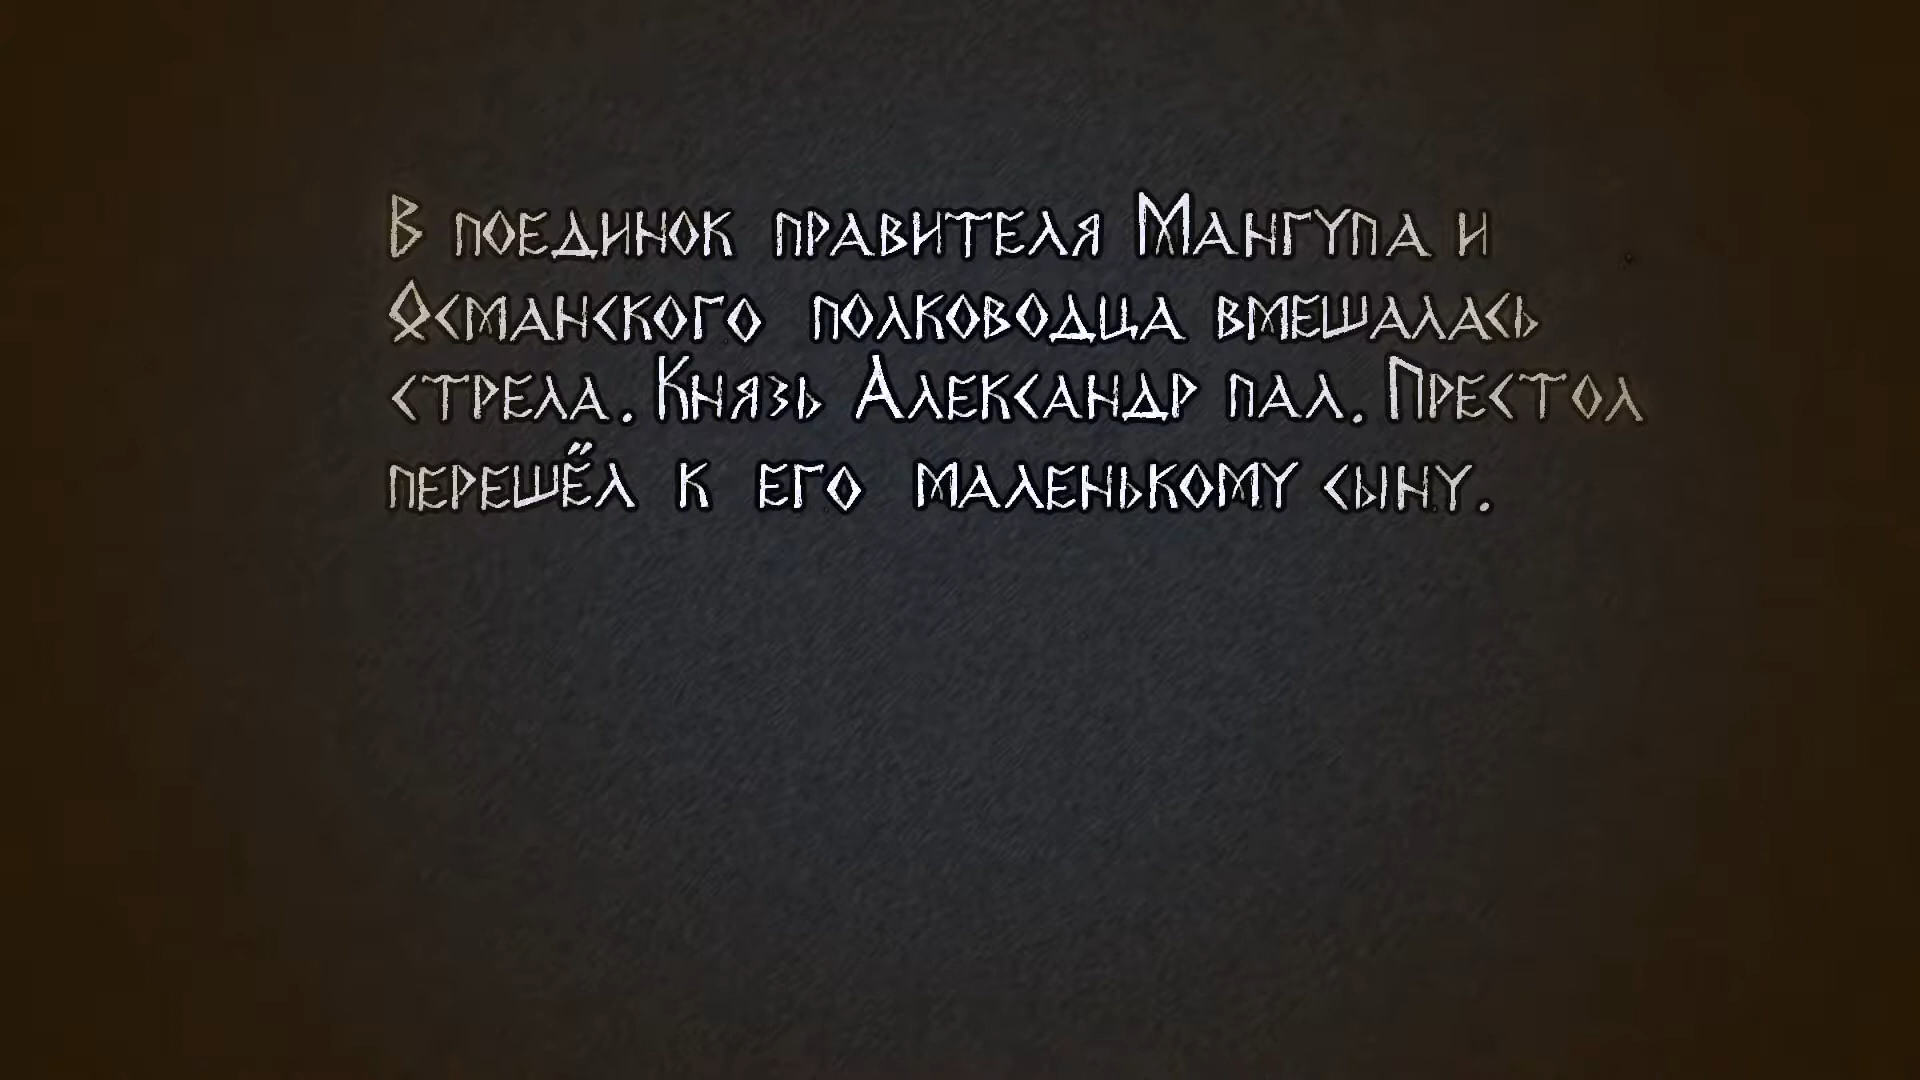 В поединок правителя Мангупа и
Османского полководца вмешалась
стрела. Князь Александр пал. Престол
перешёл к его маленькому сыну.